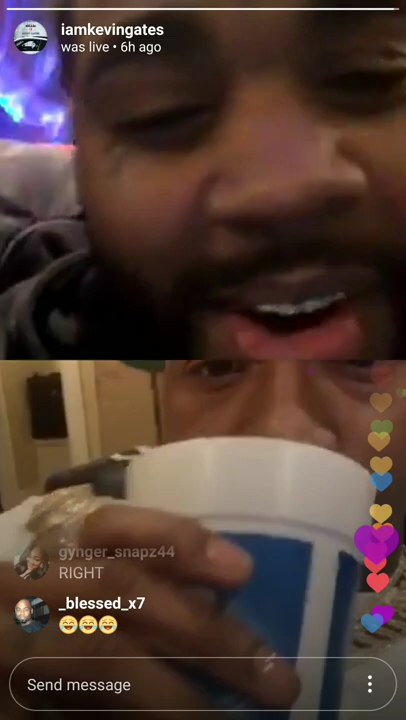 iamkevingates
was live • 6h ago
gynger_snapz44
RIGHT
_blessed_x7
😂😂😂
Send message